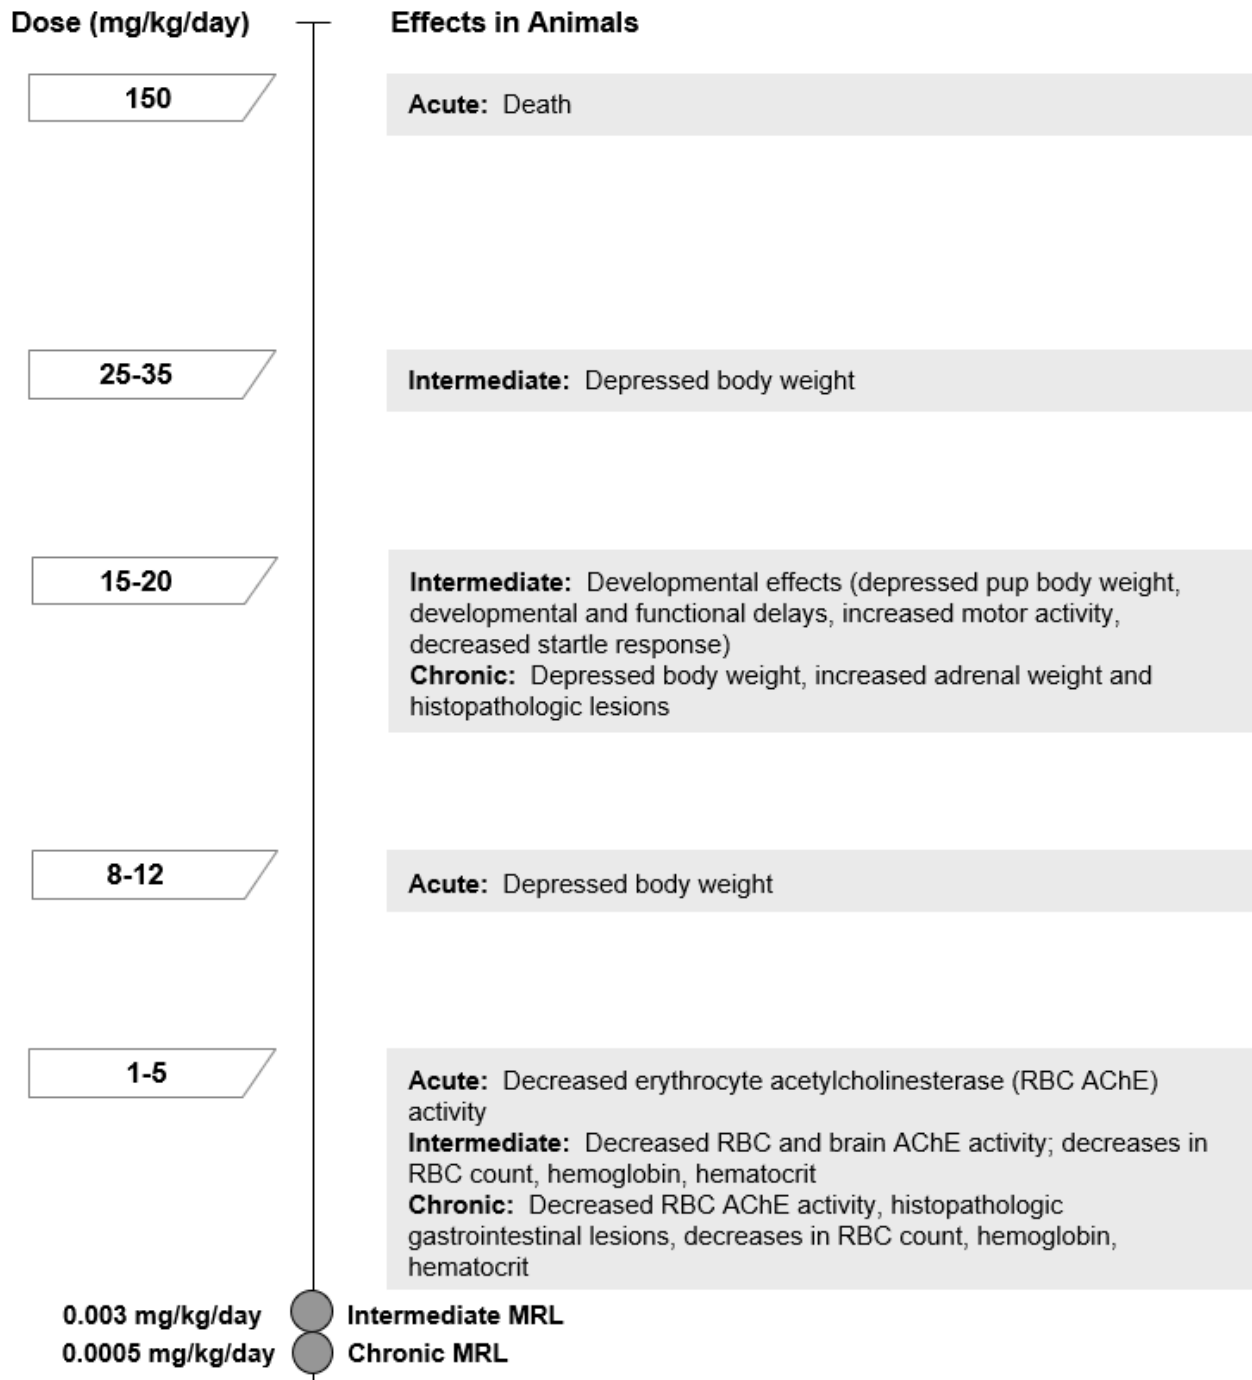 Dose (mg/kg/day) Effects in Animals
150
Acute: Death
25-35
Intermediate: Depressed body weight
15-20
Intermediate: Developmental effects (depressed pup body weight,
developmental and functional delays, increased motor activity,
decreased startle response)
Chronic: Depressed body weight, increased adrenal weight and
histopathologic lesions
8-12
Acute: Depressed body weight
1-5
Acute: Decreased erythrocyte acetylcholinesterase (RBC AChE)
activity
Intermediate: Decreased RBC and brain AChE activity; decreases in
RBC count, hemoglobin, hematocrit
Chronic: Decreased RBC AChE activity, histopathologic
gastrointestinal lesions, decreases in RBC count, hemoglobin,
hematocrit
0.003 mg/kg/day Intermediate MRL
0.0005 mg/kg/day Chronic MRL